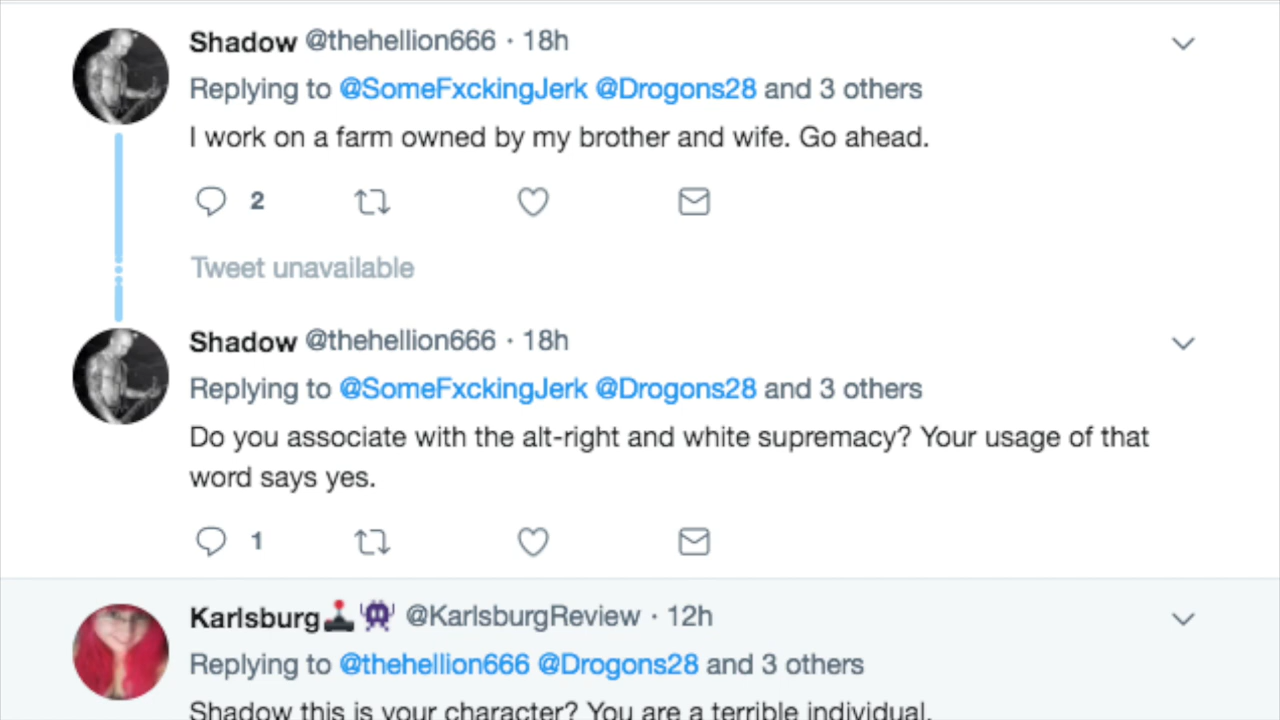 Shadow @thehellion666 · 18h
Replying to @SomeFxckingJerk @Drogons28 and 3 others
I work on a farm owned by my brother and wife. Go ahead.
2
Tweet unavailable
Shadow @thehellion666 · 18h
Replying to @SomeFxckingJerk @Drogons28 and 3 others
Do you associate with the alt-right and white supremacy? Your usage of that
word says yes.
1
Karlsburg🕹️👾 @KarlsburgReview · 12h
Replying to @thehellion666 @Drogons28 and 3 others
Shadow this is your character? You are a terrible individual.